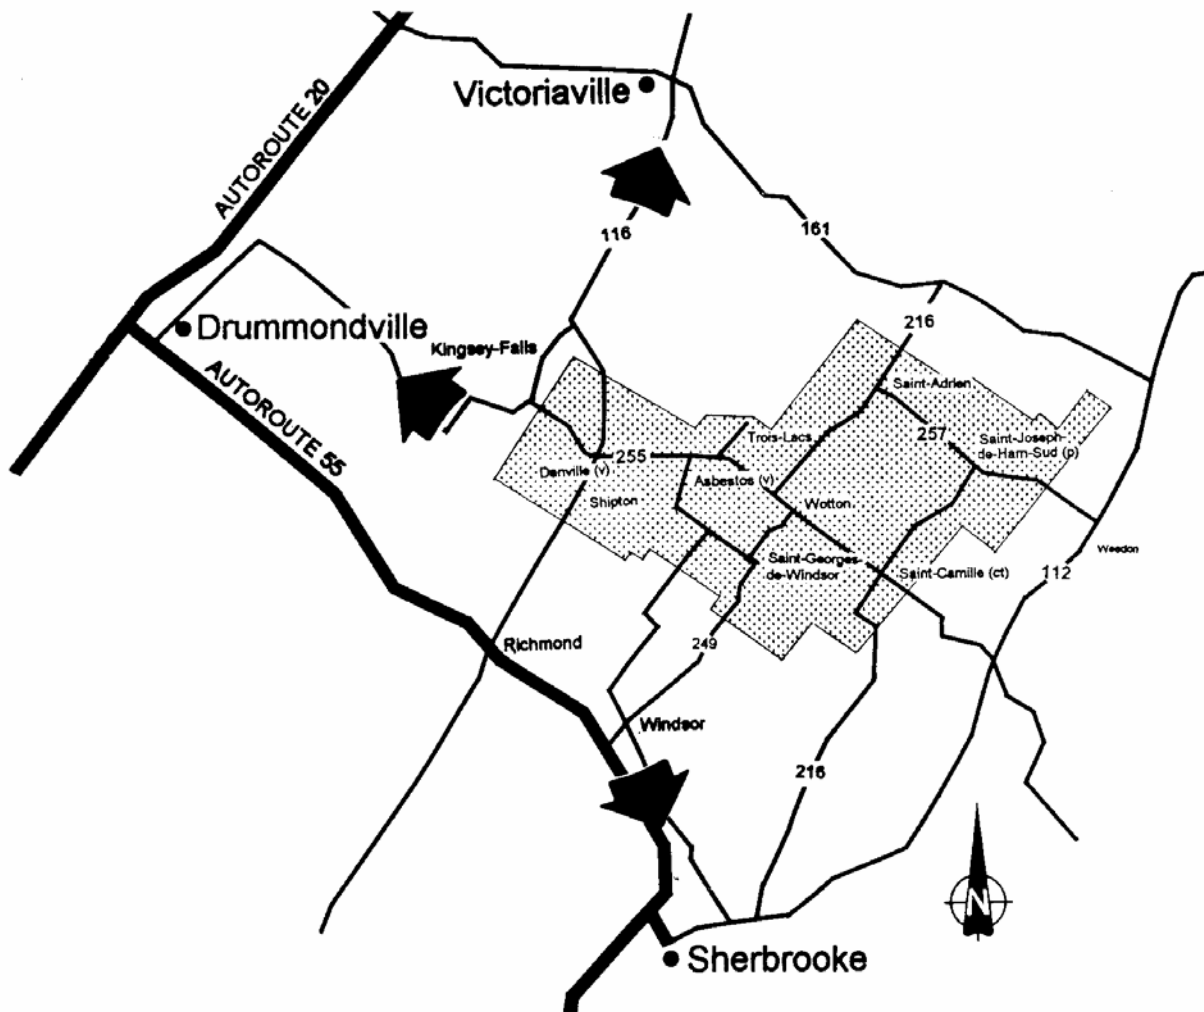 Victoriaville
AUTOROUTE 20
116
161
Drummondville
216
Kingsey-Falls
AUTOROUTE 55
Saint-Adrien
257
Trois-Lacs
Saint-Joseph
de-Ham-Sud (p)
255
Danville (v)
Asbestos (v)
Shipton
Wotton
Weedon
Saint-Georges
de-Windsor
Saint-Camille (ct)
112
Richmond
249
Windsor
216
N
Sherbrooke